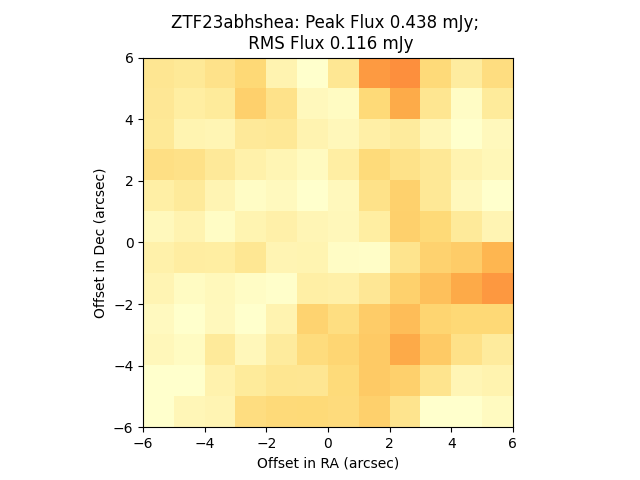 ZTF23abhshea: Peak Flux 0.438 mJy;
RMS Flux 0.116 mJy
6
4
2
0
−2
−4
−6
Offset in Dec (arcsec)
−6 −4 −2 0 2 4 6
Offset in RA (arcsec)